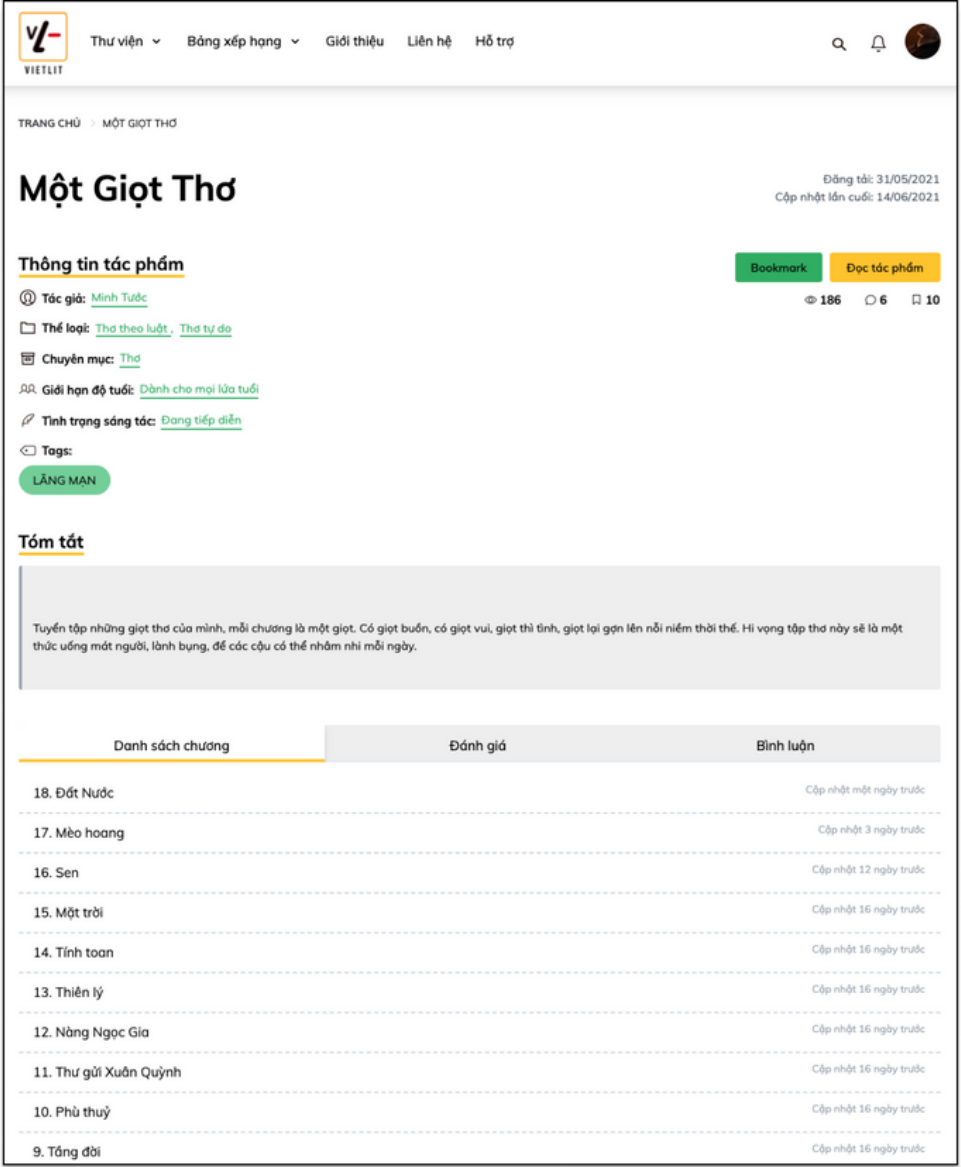 VL
VIETLIT
Thư viện Bảng xếp hạng Giới thiệu Liên hệ Hỗ trợ
TRANG CHỦ > MỘT GIỌT THƠ
Một Giọt Thơ
Đăng tải: 31/05/2021
Cập nhật lần cuối: 14/06/2021
Thông tin tác phẩm
Bookmark Đọc tác phẩm
186 6 10
Tác giả: Minh Tước
Thể loại: Thơ theo luật , Thơ tự do
Chuyên mục: Thơ
Giới hạn độ tuổi: Dành cho mọi lứa tuổi
Tình trạng sáng tác: Đang tiếp diễn
Tags:
LÃNG MẠN
Tóm tắt
Tuyển tập những giọt thơ của mình, mỗi chương là một giọt. Có giọt buồn, có giọt vui, giọt thì tình, giọt lại gợn lên nỗi niềm thời thế. Hi vọng tập thơ này sẽ là một
thức uống mát người, lành bụng, để các cậu có thể nhâm nhi mỗi ngày.
Danh sách chương Đánh giá Bình luận
18. Đất Nước Cập nhật một ngày trước
17. Mèo hoang Cập nhật 3 ngày trước
16. Sen Cập nhật 12 ngày trước
15. Mặt trời Cập nhật 16 ngày trước
14. Tính toan Cập nhật 16 ngày trước
13. Thiên lý Cập nhật 16 ngày trước
12. Nàng Ngọc Gia Cập nhật 16 ngày trước
11. Thư gửi Xuân Quỳnh Cập nhật 16 ngày trước
10. Phù thuỷ Cập nhật 16 ngày trước
9. Tầng đời Cập nhật 16 ngày trước